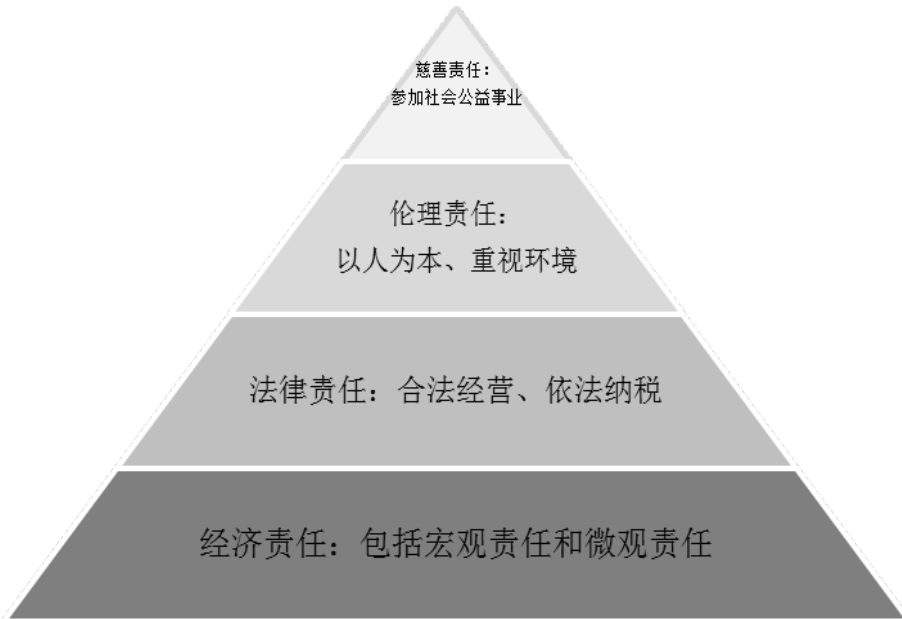 慈善责任：
参加社会公益事业
伦理责任：
以人为本、重视环境
法律责任：合法经营、依法纳税
经济责任：包括宏观责任和微观责任